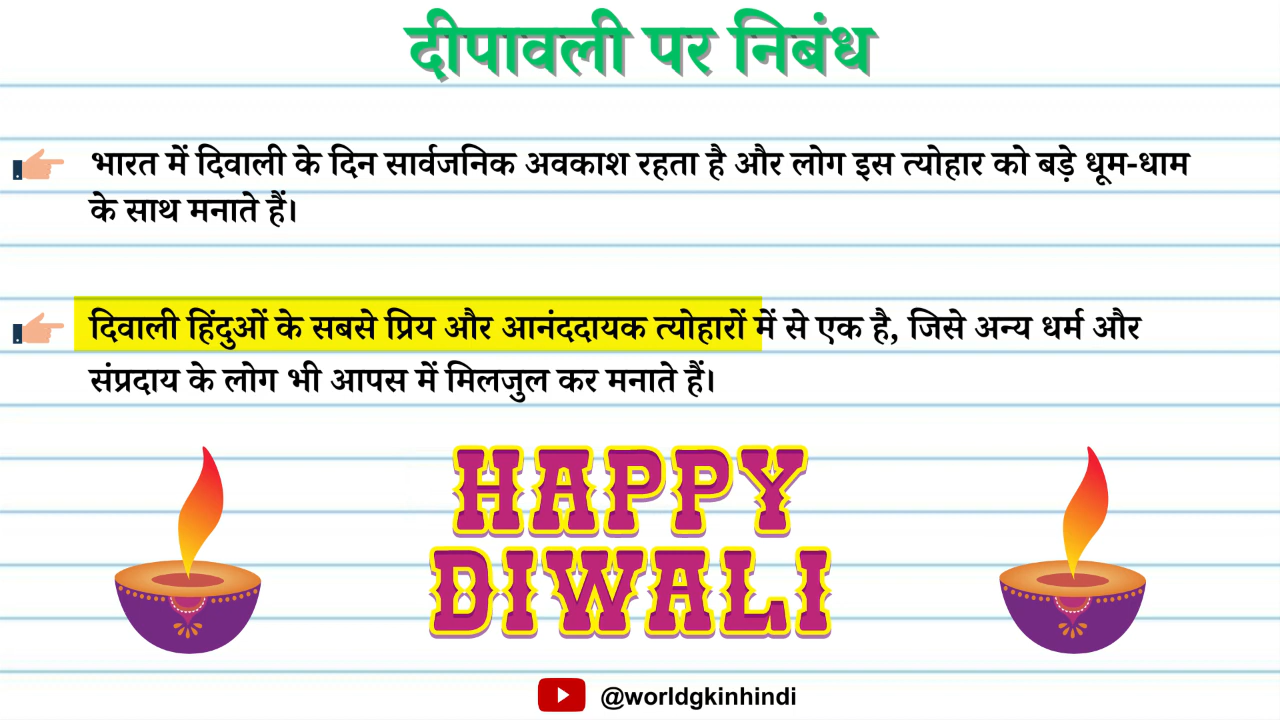 दीपावली पर निबंध
भारत में दिवाली के दिन सार्वजनिक अवकाश रहता है और लोग इस त्योहार को बड़े धूम-धाम
के साथ मनाते हैं।
दिवाली हिंदुओं के सबसे प्रिय और आनंददायक त्योहारों में से एक है, जिसे अन्य धर्म और
संप्रदाय के लोग भी आपस में मिलजुल कर मनाते हैं।
HAPPY
DIWALI
@worldgkinhindi